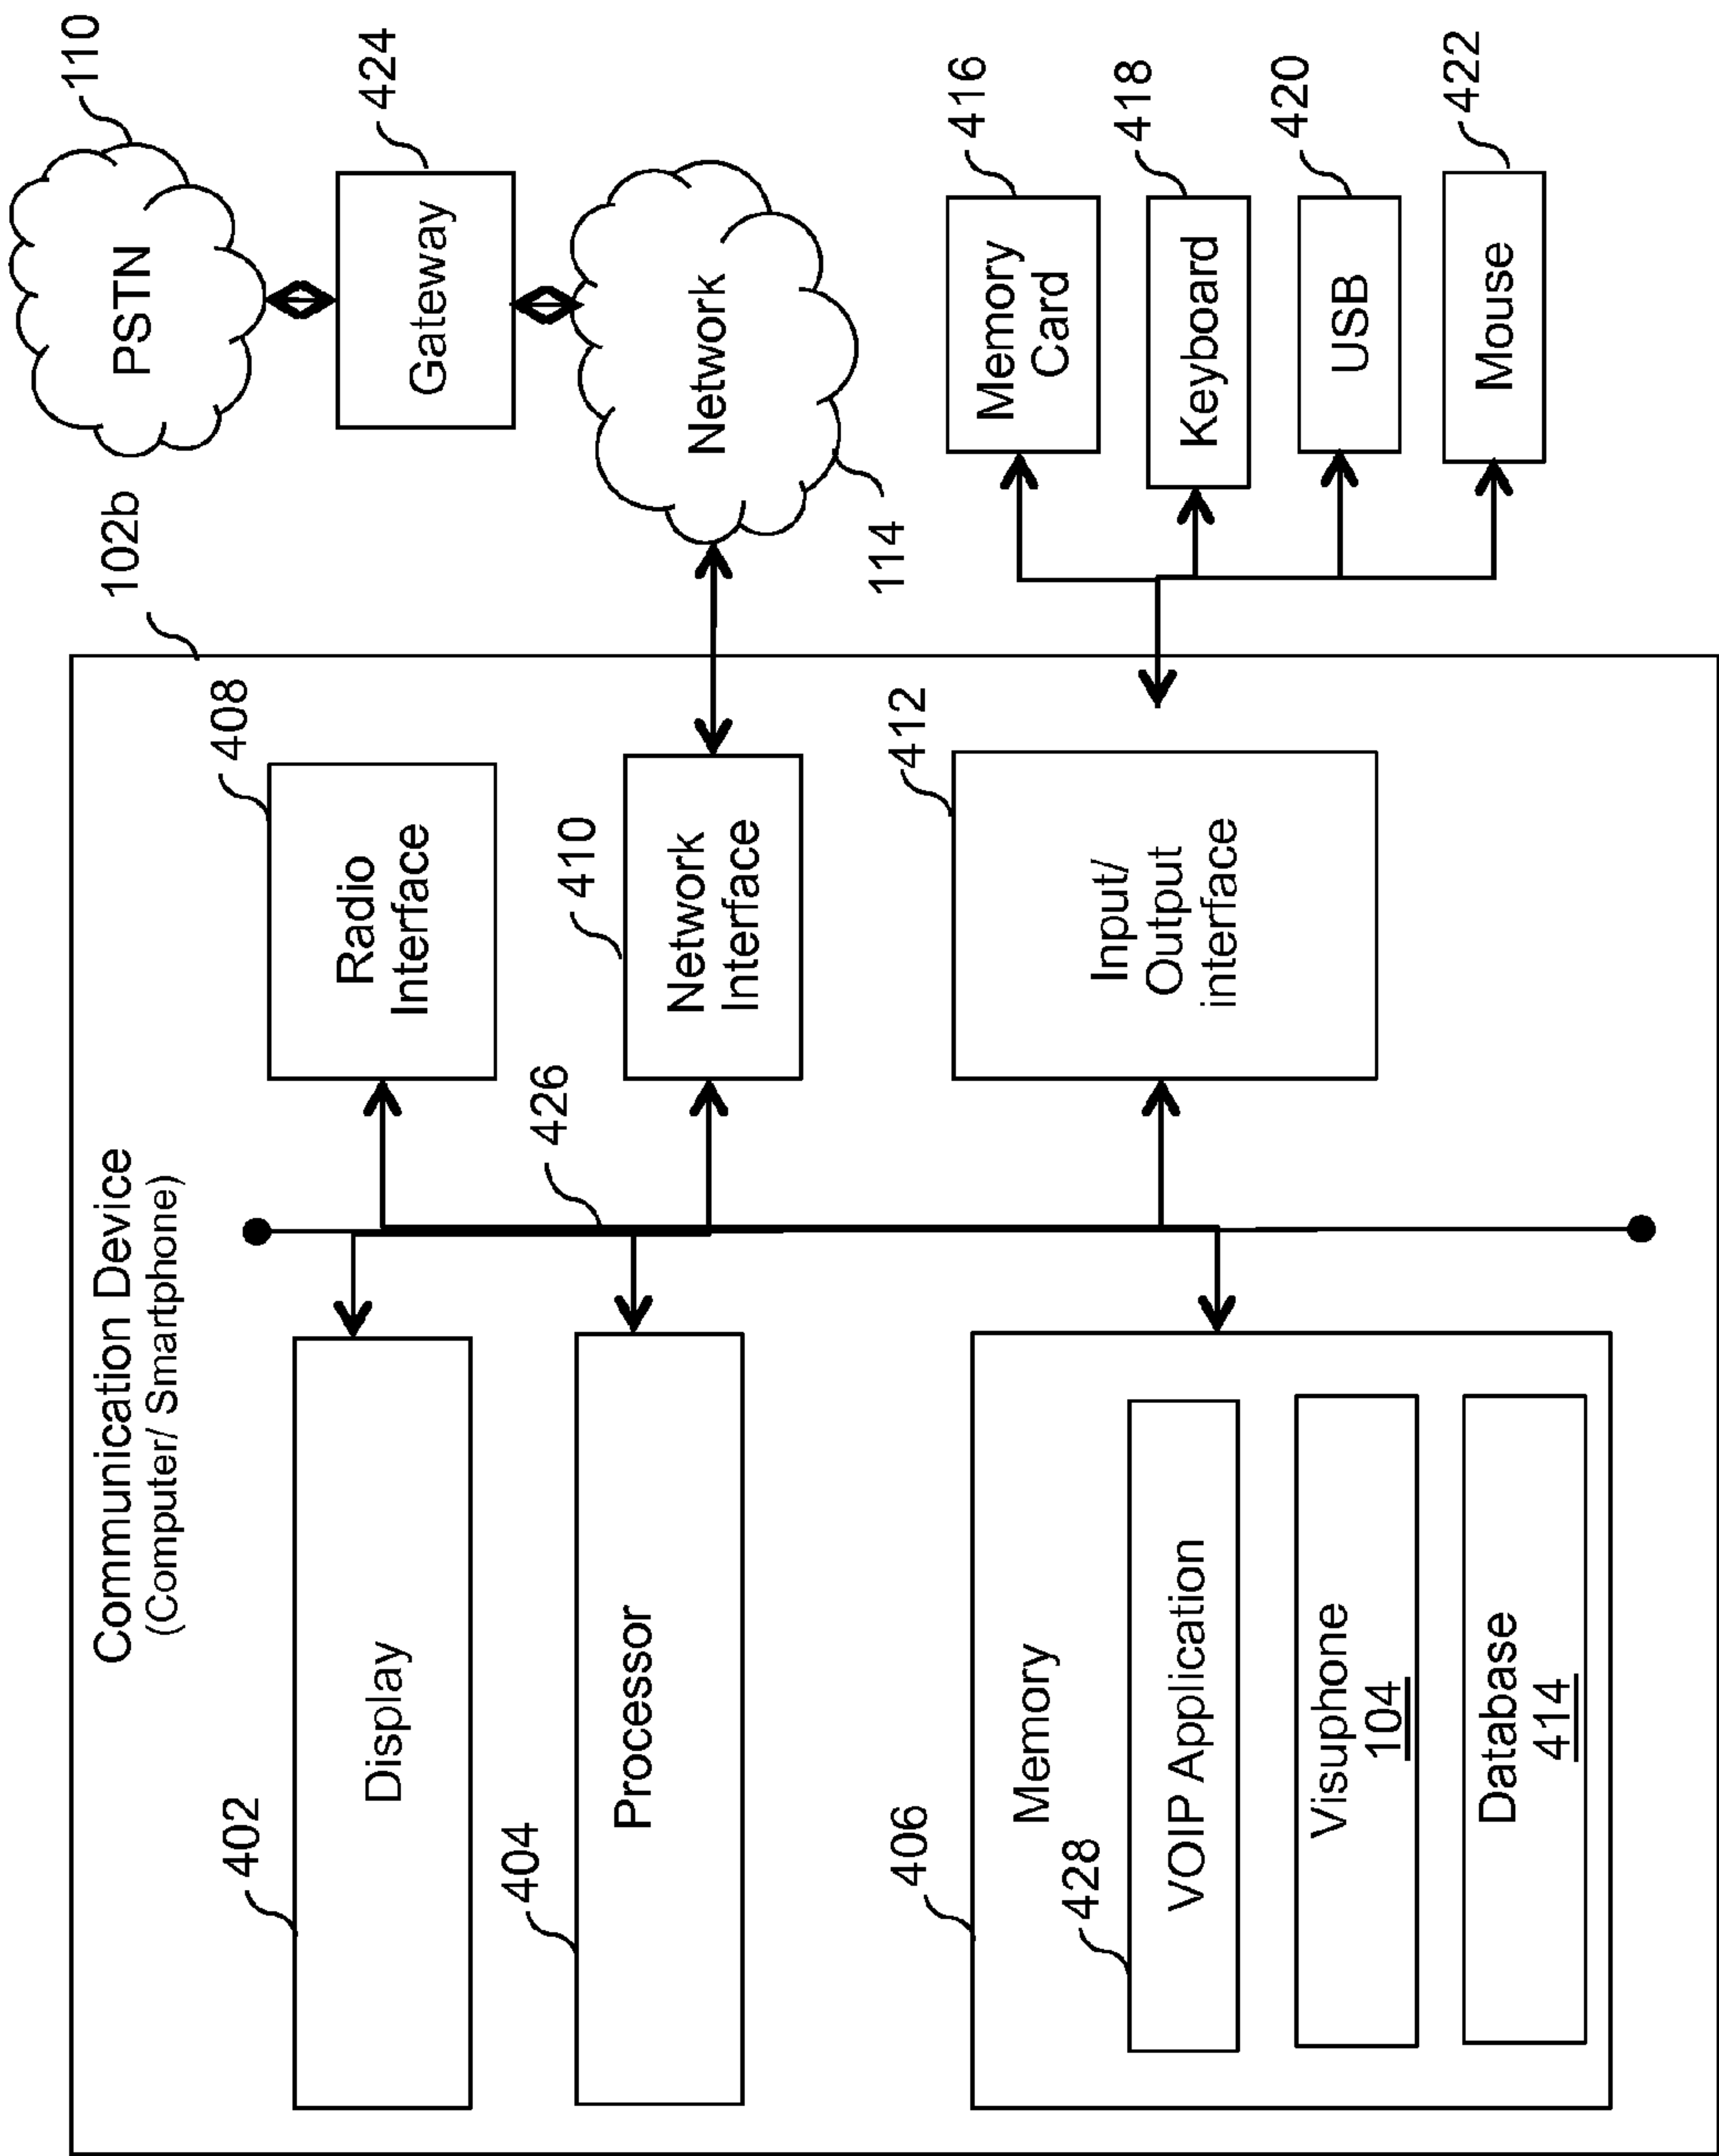 Communication Device
(Computer/ Smartphone)
102b
402
Display
404
Processor
406
Memory
428
VOIP Application
Visuphone
104
Database
414
426
408
Radio
Interface
410
Network
Interface
412
Input/
Output
interface
PSTN
110
Gateway
424
Network
114
Memory
Card
416
Keyboard
418
USB
420
Mouse
422